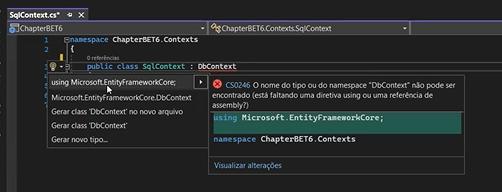 SqlContext.cs*
ChapterBET6
ChapterBET6.Contexts.SqlContext
1
namespace ChapterBET6.Contexts
2
{
0 referências
3
public class SqlContext : DbContext
using Microsoft.EntityFrameworkCore;
Microsoft.EntityFrameworkCore.DbContext
Gerar class 'DbContext' no novo arquivo
Gerar class 'DbContext'
Gerar novo tipo...
CS0246 O nome do tipo ou do namespace "DbContext" não pode ser
encontrado (está faltando uma diretiva using ou uma referência de
assembly?)
using Microsoft.EntityFrameworkCore;
namespace ChapterBET6.Contexts
Visualizar alterações